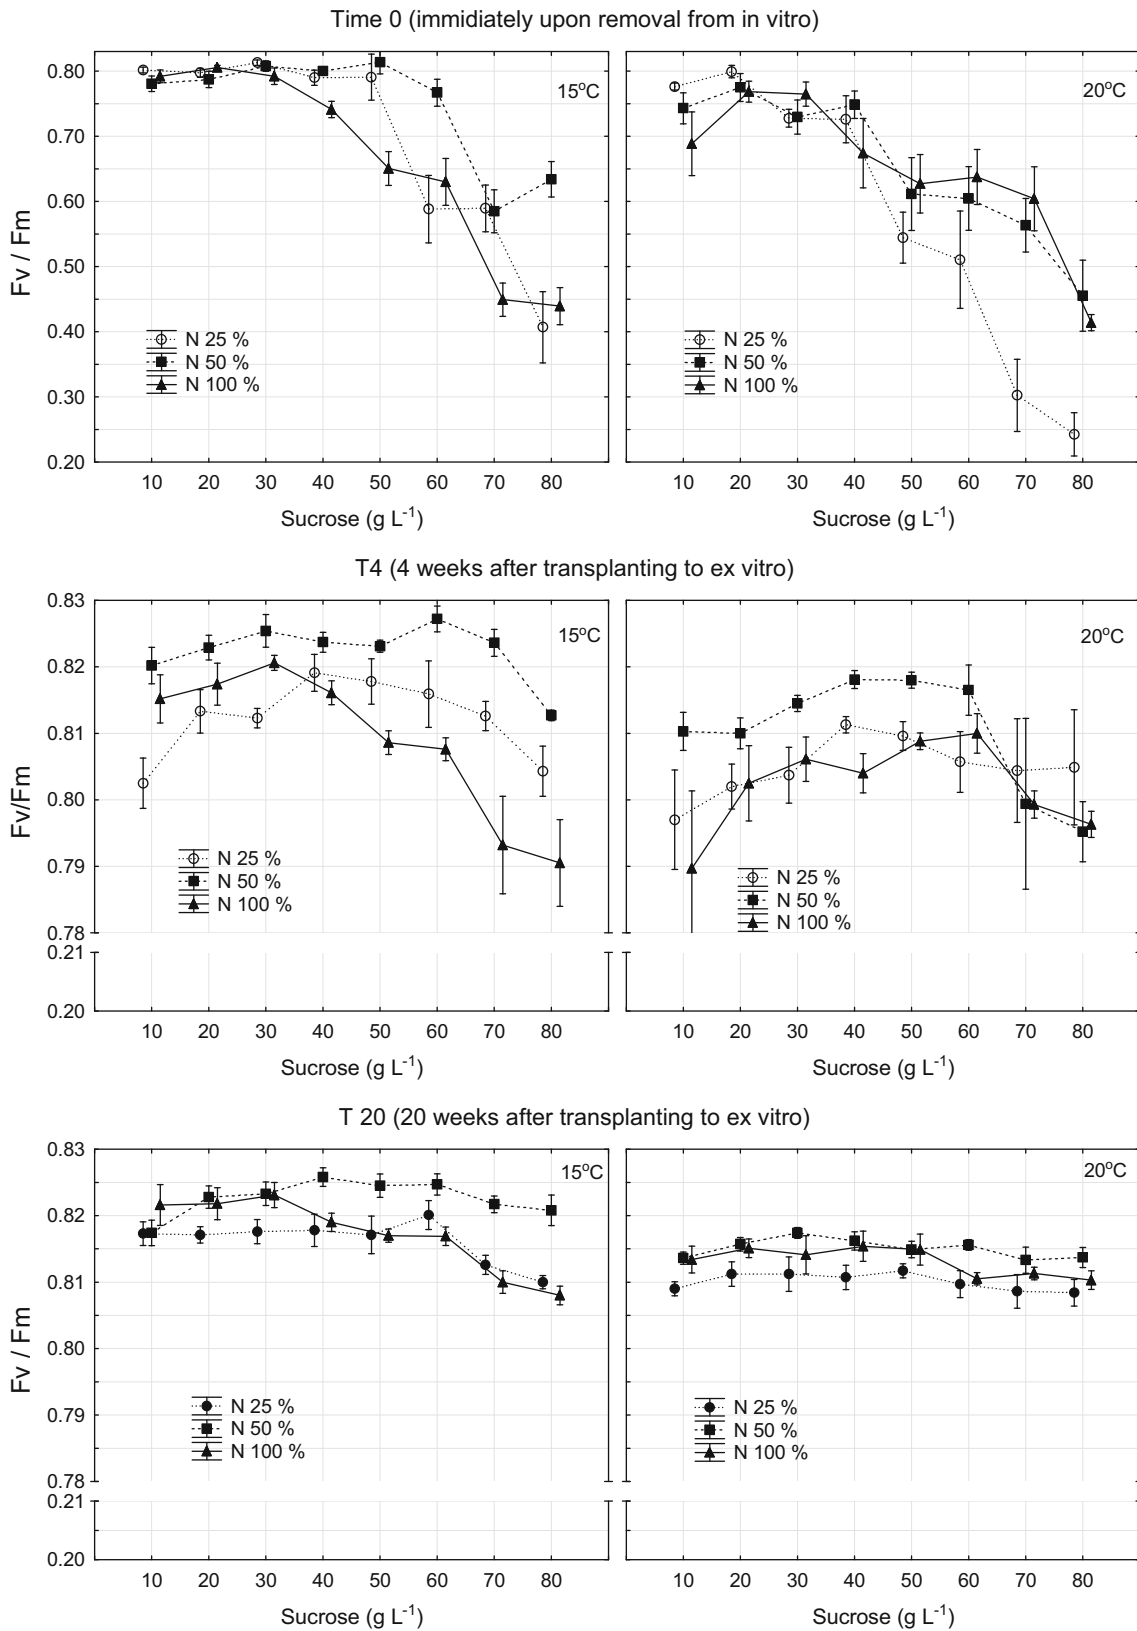 Time 0 (immidiately upon removal from in vitro)
Fv / Fm
0.80
0.70
0.60
0.50
0.40
0.30
0.20
15°C
N 25 %
N 50 %
N 100 %
10 20 30 40 50 60 70 80
Sucrose (g L⁻¹)
20°C
N 25 %
N 50 %
N 100 %
10 20 30 40 50 60 70 80
Sucrose (g L⁻¹)
T4 (4 weeks after transplanting to ex vitro)
Fv/Fm
0.83
0.82
0.81
0.80
0.79
0.78
0.21
0.20
15°C
N 25 %
N 50 %
N 100 %
10 20 30 40 50 60 70 80
Sucrose (g L⁻¹)
20°C
N 25 %
N 50 %
N 100 %
10 20 30 40 50 60 70 80
Sucrose (g L⁻¹)
T 20 (20 weeks after transplanting to ex vitro)
Fv / Fm
0.83
0.82
0.81
0.80
0.79
0.78
0.21
0.20
15°C
N 25 %
N 50 %
N 100 %
10 20 30 40 50 60 70 80
Sucrose (g L⁻¹)
20°C
N 25 %
N 50 %
N 100 %
10 20 30 40 50 60 70 80
Sucrose (g L⁻¹)